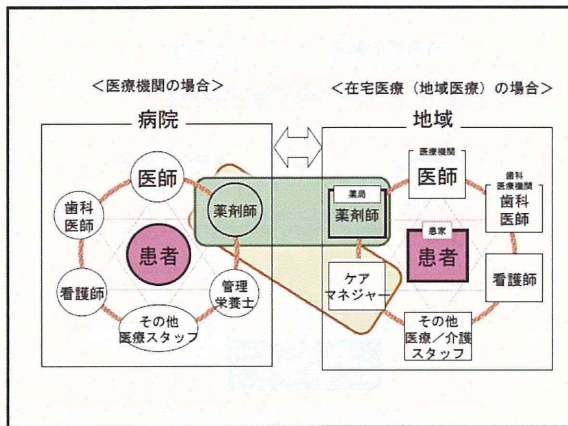 <医療機関の場合>
<在宅医療（地域医療）の場合>
病院
地域
医師
薬剤師
管理
栄養士
その他
医療スタッフ
看護師
歯科
医師
患者
医療機関
医師
歯科
医療機関
歯科
医師
看護師
その他
医療／介護
スタッフ
ケア
マネジャー
薬局
薬剤師
患家
患者